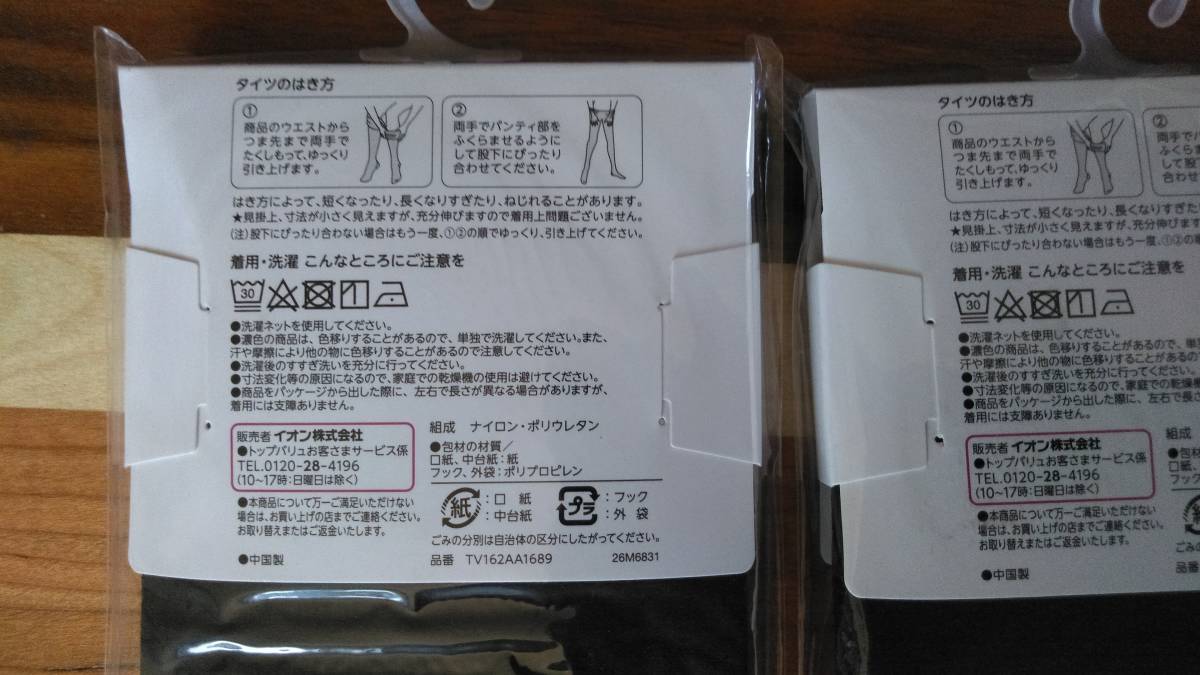 タイツのはき方
①
商品のウエストから
つま先まで両手で
たくしもって、ゆっくり
引き上げます。
②
両手でパンティ部を
ふくらませるように
して股下にぴったり
合わせてください。
はき方によって、短くなったり、長くなりすぎたり、ねじれることがあります。
★見掛上、寸法が小さく見えますが、充分伸びますので着用上問題ございません。
(注)股下にぴったり合わない場合はもう一度、①②の順でゆっくり、引き上げてください。
着用・洗濯 こんなところにご注意を
30
●洗濯ネットを使用してください。
●濃色の商品は、色移りすることがあるので、単独で洗濯してください。また、
汗や摩擦により他の物に色移りすることがあるので注意してください。
●洗濯後のすすぎ洗いを充分に行ってください。
●寸法変化等の原因になるので、家庭での乾燥機の使用は避けてください。
●商品をパッケージから出した際に、左右で長さが異なる場合がありますが、
着用には支障ありません。
販売者 イオン株式会社
●トップバリュお客さまサービス係
TEL.0120-28-4196
(10~17時:日曜日は除く)
●本商品について万一ご満足いただけない
場合は、お買い上げの店までご連絡ください。
お取り替えまたはご返金いたします。
●中国製
組成 ナイロン・ポリウレタン
●包材の材質/
口紙、中台紙:紙
フック、外袋:ポリプロピレン
紙 :口紙
:中台紙
プラ :フック
:外袋
ごみの分別は自治体の区分にしたがってください。
品番 TV162AA1689 26M6831
タイツのはき方
①
商品のウエストから
つま先まで両手で
たくしもって、ゆっくり
引き上げます。
②
両手で
ふくらませ
して股下
合わせて
はき方によって、短くなったり、長くなりすぎた
★見掛上、寸法が小さく見えますが、充分伸びます
(注)股下にぴったり合わない場合はもう一度、①②の
着用・洗濯 こんなところにご注意を
30
●洗濯ネットを使用してください。
●濃色の商品は、色移りすることがあるので、単
汗や摩擦により他の物に色移りすることがあ
●洗濯後のすすぎ洗いを充分に行ってください。
●寸法変化等の原因になるので、家庭での乾燥機
●商品をパッケージから出した際に、左右で長さ
着用には支障ありません。
販売者 イオン株式会社
●トップバリュお客さまサービス係
TEL.0120-28-4196
(10~17時:日曜日は除く)
●本商品について万一ご満足いただけない
場合は、お買い上げの店までご連絡ください。
お取り替えまたはご返金いたします。
●中国製
組成
●包材
口紙、
フック
ごみの
品番